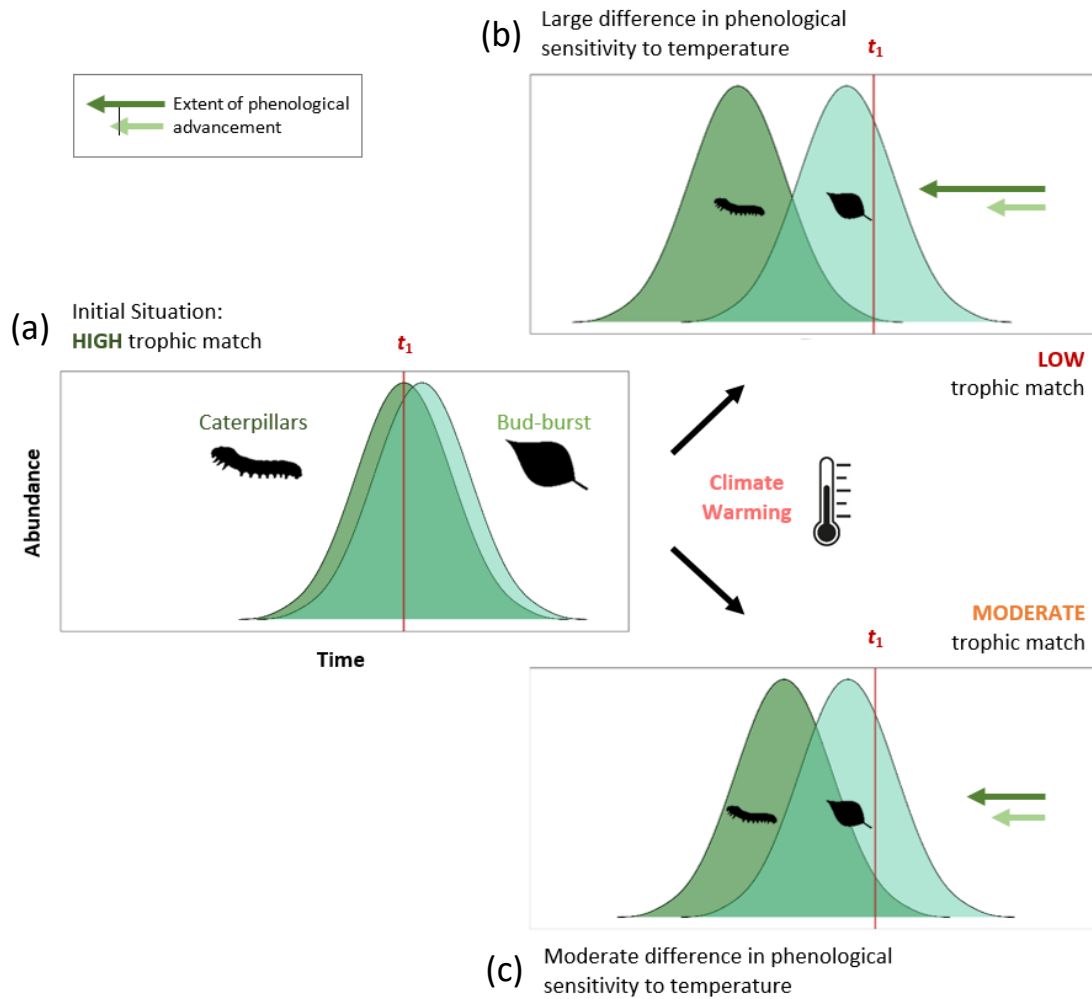 (b)
Large difference in phenological
sensitivity to temperature
t1
Extent of phenological
advancement
(a)
Initial Situation:
HIGH trophic match
t1
Caterpillars
Bud-burst
Abundance
Time
LOW
trophic match
Climate
Warming
MODERATE
trophic match
t1
(c)
Moderate difference in phenological
sensitivity to temperature